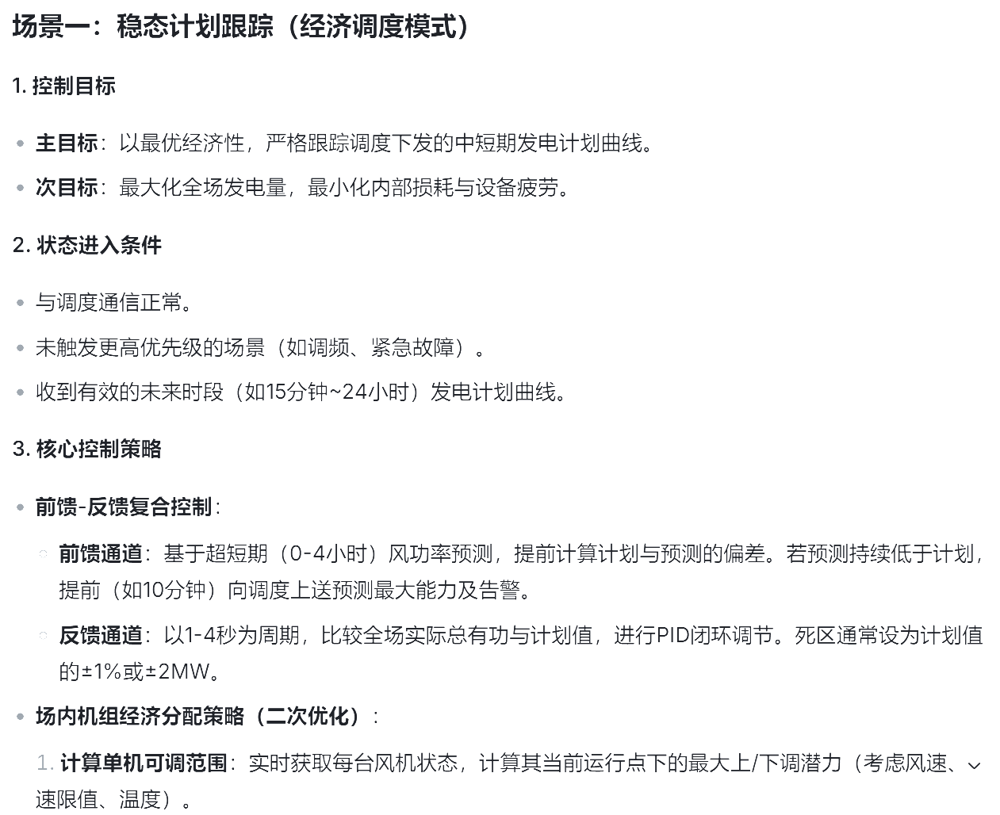 场景一：稳态计划跟踪（经济调度模式）
1. 控制目标
主目标：以最优经济性，严格跟踪调度下发的中短期发电计划曲线。
次目标：最大化全场发电量，最小化内部损耗与设备疲劳。
2. 状态进入条件
与调度通信正常。
未触发更高优先级的场景（如调频、紧急故障）。
收到有效的未来时段（如15分钟~24小时）发电计划曲线。
3. 核心控制策略
前馈-反馈复合控制：
前馈通道：基于超短期（0-4小时）风功率预测，提前计算计划与预测的偏差。若预测持续低于计划，
提前（如10分钟）向调度上送预测最大能力及告警。
反馈通道：以1-4秒为周期，比较全场实际总有功与计划值，进行PID闭环调节。死区通常设为计划值
的±1%或±2MW。
场内机组经济分配策略（二次优化）：
1. 计算单机可调范围：实时获取每台风机状态，计算其当前运行点下的最大上/下调潜力（考虑风速、
速限值、温度）。